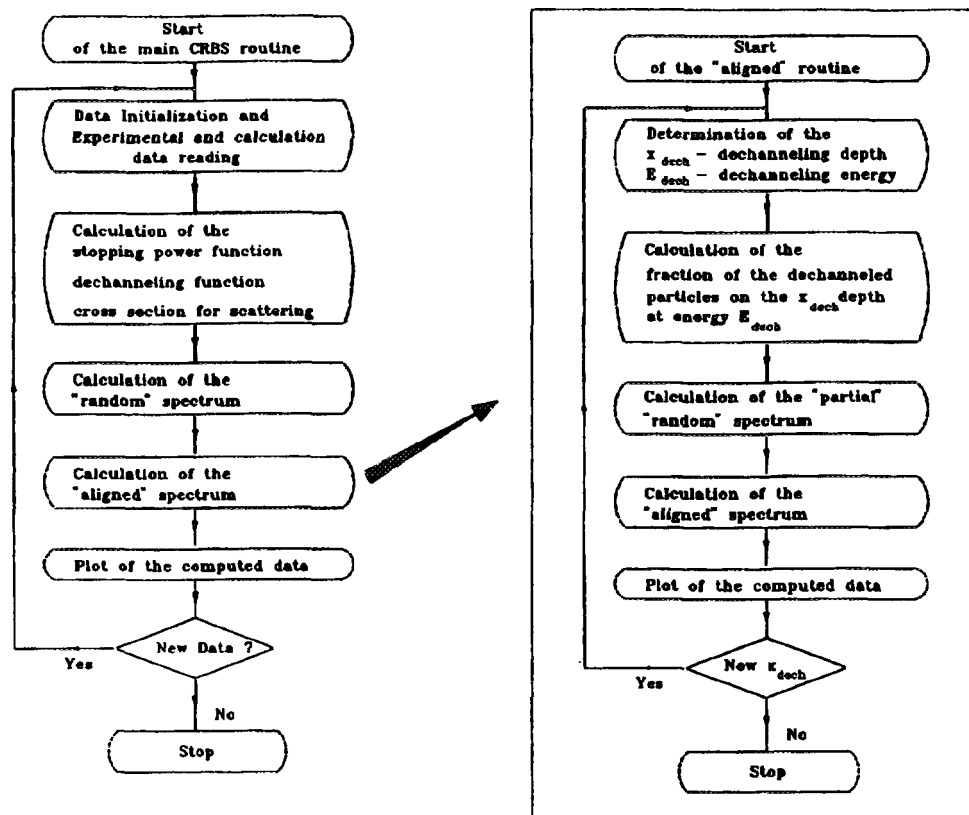 Start
of the main CRBS routine
Data Initialization and
Experimental and calculation
data reading
Calculation of the
stopping power function
dechanneling function
cross section for scattering
Calculation of the
"random" spectrum
Calculation of the
"aligned" spectrum
Plot of the computed data
New Data ?
Yes
No
Stop
Start
of the "aligned" routine
Determination of the
x dech – dechanneling depth
E dech – dechanneling energy
Calculation of the
fraction of the dechanneled
particles on the x dech depth
at energy E dech
Calculation of the "partial"
"random" spectrum
Calculation of the
"aligned" spectrum
Plot of the computed data
New x dech
Yes
No
Stop